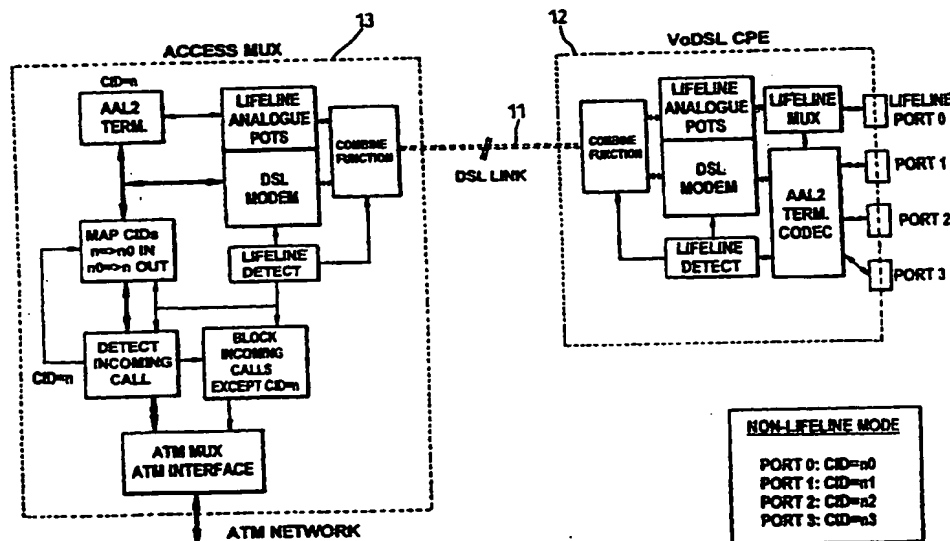 13
ACCESS MUX
CID=n
AAL2
TERM.
LIFELINE
ANALOGUE
POTS
DSL
MODEM
COMBINE
FUNCTION
MAP CIDs
n=>n0 IN
n0=>n OUT
LIFELINE
DETECT
DETECT
INCOMING
CALL
CID=n
BLOCK
INCOMING
CALLS
EXCEPT CID=n
ATM MUX
ATM INTERFACE
ATM NETWORK
11
DSL LINK
12
VoDSL CPE
COMBINE
FUNCTION
LIFELINE
ANALOGUE
POTS
DSL
MODEM
LIFELINE
DETECT
LIFELINE
MUX
AAL2
TERM.
CODEC
LIFELINE
PORT 0
PORT 1
PORT 2
PORT 3
NON-LIFELINE MODE
PORT 0: CID=n0
PORT 1: CID=n1
PORT 2: CID=n2
PORT 3: CID=n3